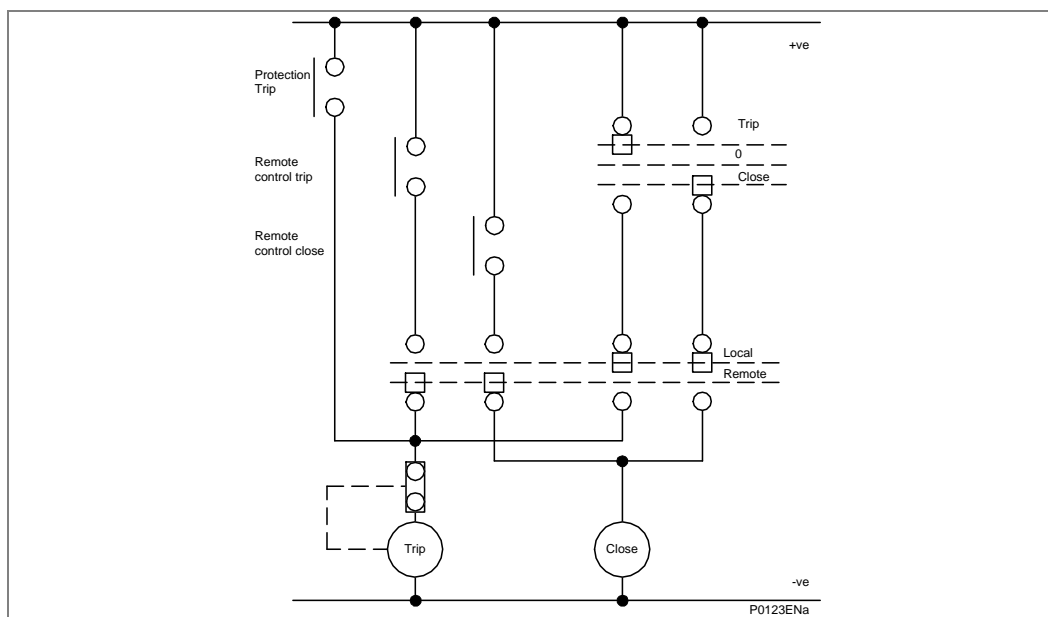 +ve
Protection
Trip
Trip
0
Remote
control trip
Close
Remote
control close
Local
Remote
Trip
Close
-ve
P0123ENa